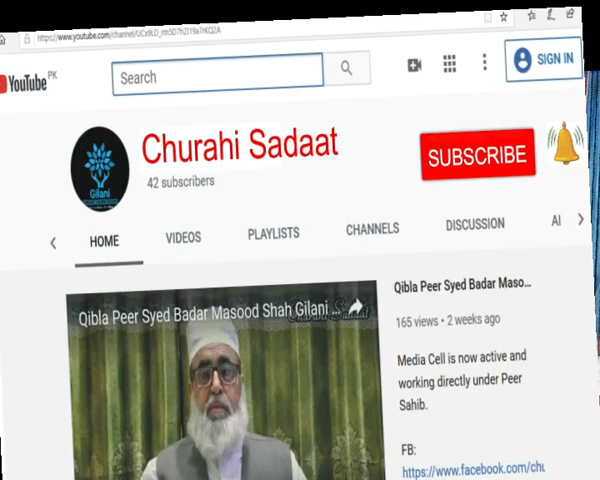 https://www.youtube.com/channel/UCx9LD_rm5D7hZI19a7rKQ2A
YouTube PK
Search
SIGN IN
Gilani
Churahi Sadaat
42 subscribers
SUBSCRIBE
HOME
VIDEOS
PLAYLISTS
CHANNELS
DISCUSSION
Qibla Peer Syed Badar Masood Shah Gilani ...
Churahi Sadaat
Qibla Peer Syed Badar Maso...
165 views • 2 weeks ago
Media Cell is now active and
working directly under Peer
Sahib.
FB:
https://www.facebook.com/chu